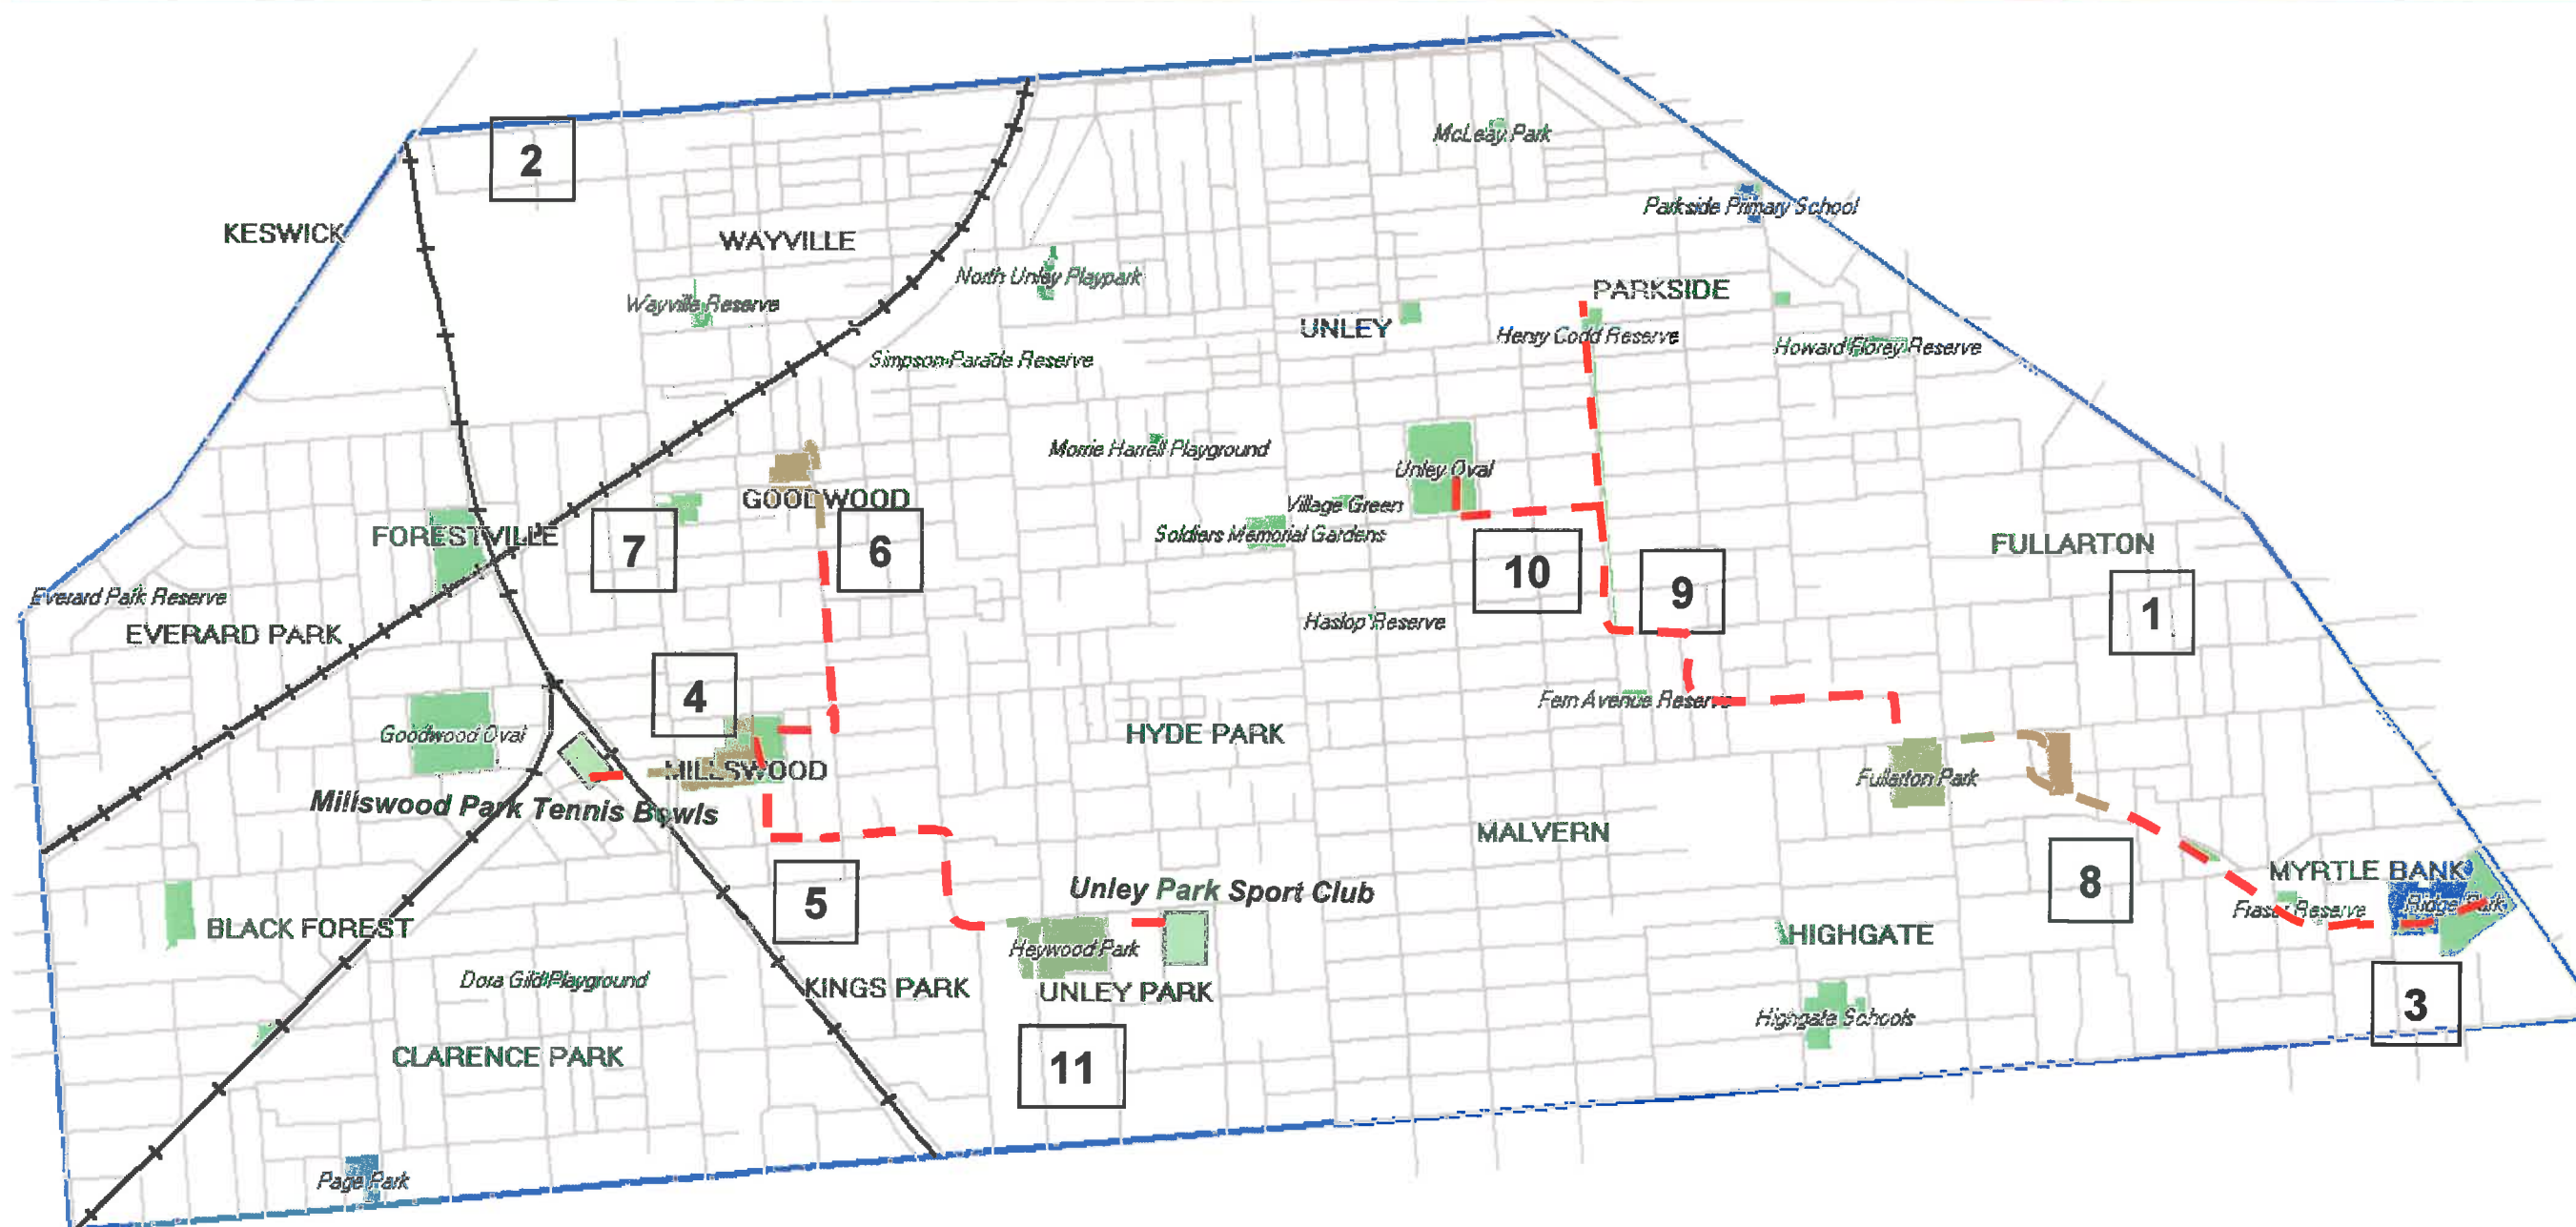 McLeay Park
2
Parkside Primary School
KESWICK
WAYVILLE
North Unley Playpark
PARKSIDE
Wayville Reserve
UNLEY
Henry Codd Reserve
Howard Florey Reserve
Simpson Parade Reserve
Morrie Harrell Playground
Unley Oval
GOODWOOD
Village Green
FORESTVILLE
Soldiers Memorial Gardens
7
6
10
9
FULLARTON
Everard Park Reserve
1
EVERARD PARK
Haslop Reserve
4
Fern Avenue Reserve
Goodwood Oval
HYDE PARK
MILLSWOOD
Fullarton Park
Millswood Park Tennis Bowls
MALVERN
MYRTLE BANK
8
Unley Park Sport Club
5
Fraser Reserve
Ridge Park
BLACK FOREST
HIGHGATE
Heywood Park
Dora Gild Playground
KINGS PARK
UNLEY PARK
3
Highgate Schools
CLARENCE PARK
11
Page Park